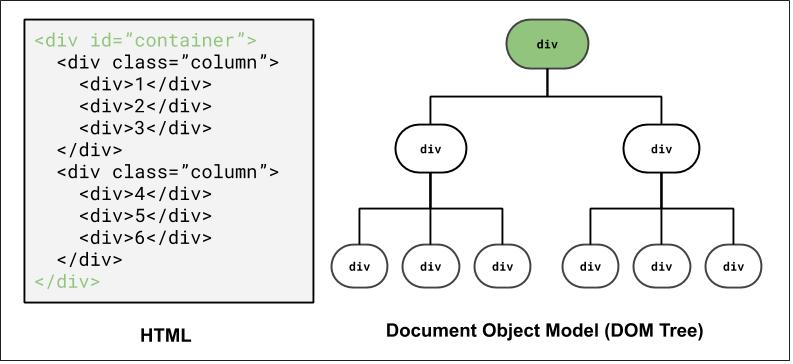 <div id=”container”>
<div class=”column”>
<div>1</div>
<div>2</div>
<div>3</div>
</div>
<div class=”column”>
<div>4</div>
<div>5</div>
<div>6</div>
</div>
</div>
HTML
div
div div
div div div div div div
Document Object Model (DOM Tree)